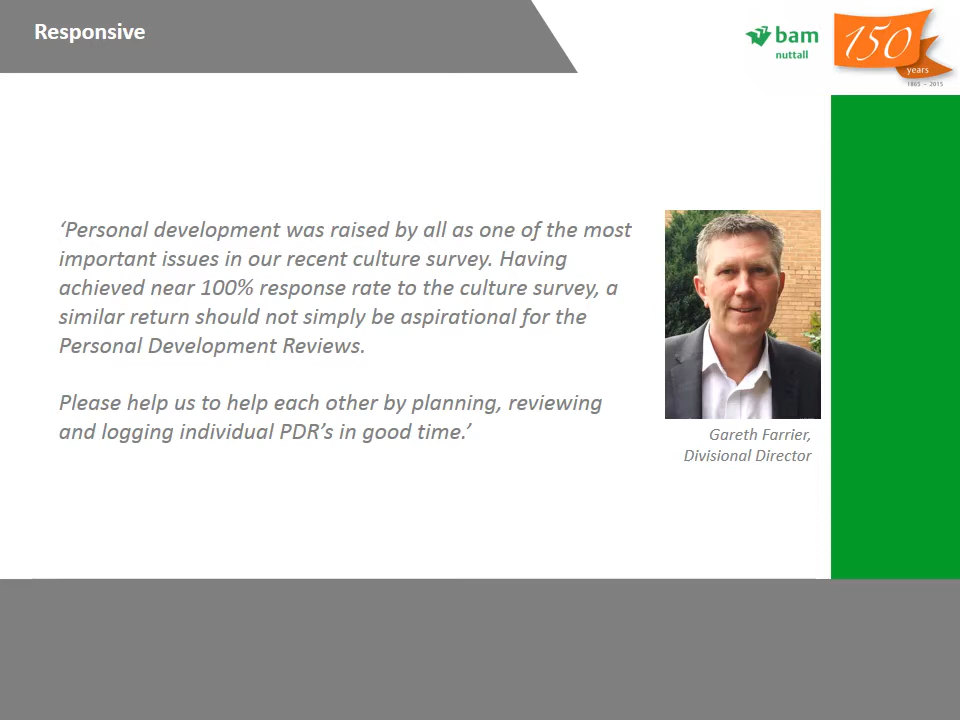 Responsive
bam
nuttall
150
years
1865 – 2015
‘Personal development was raised by all as one of the most
important issues in our recent culture survey. Having
achieved near 100% response rate to the culture survey, a
similar return should not simply be aspirational for the
Personal Development Reviews.
Please help us to help each other by planning, reviewing
and logging individual PDR’s in good time.’
Gareth Farrier,
Divisional Director